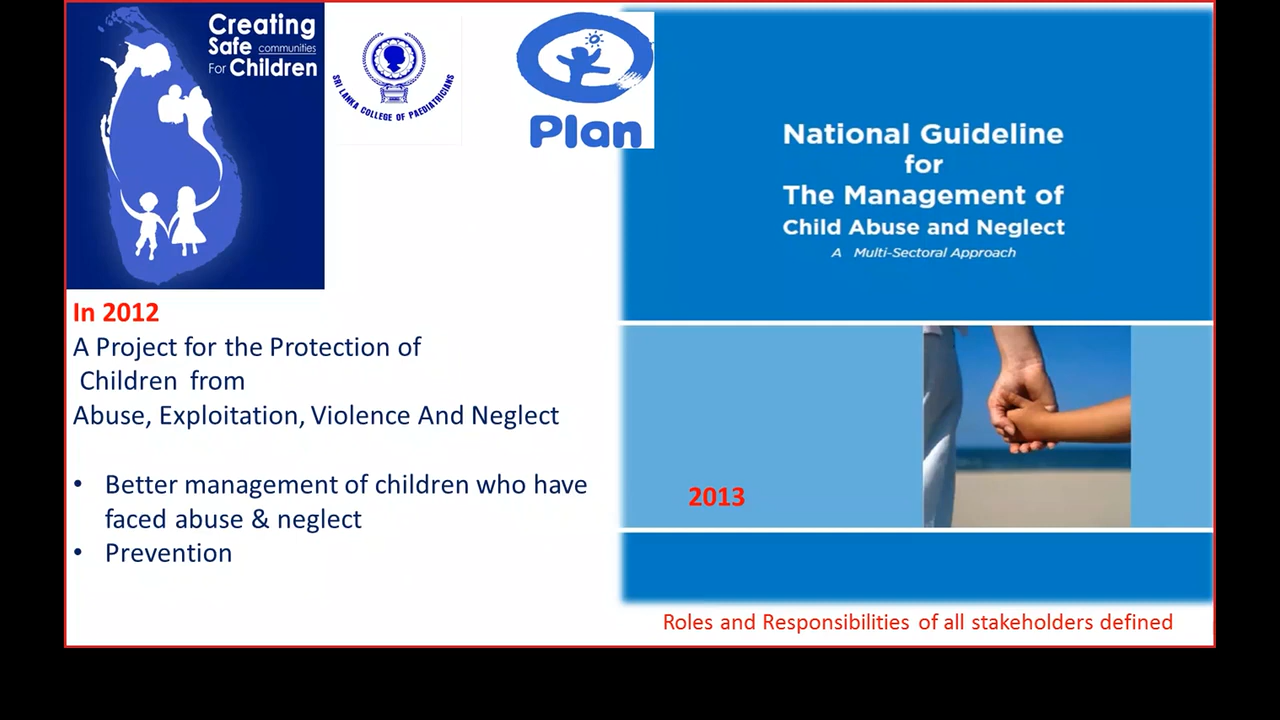 Creating
Safe communities
For Children
SRI LANKA COLLEGE OF PAEDIATRICIANS
Plan
In 2012
A Project for the Protection of
Children from
Abuse, Exploitation, Violence And Neglect
• Better management of children who have
faced abuse & neglect
• Prevention
National Guideline
for
The Management of
Child Abuse and Neglect
A Multi-Sectoral Approach
2013
Roles and Responsibilities of all stakeholders defined